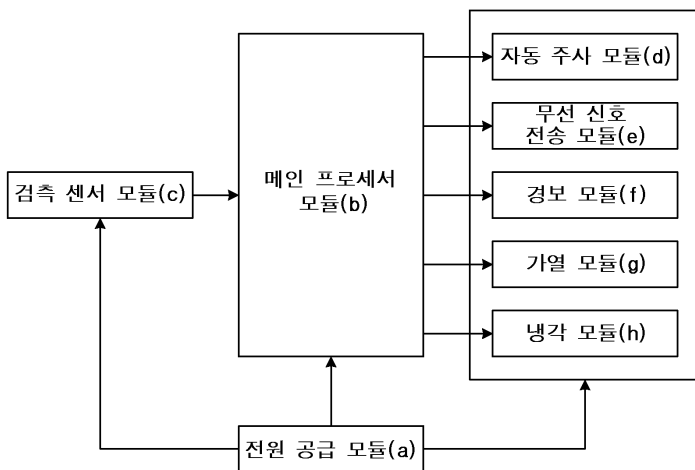 자동 주사 모듈(d)
무선 신호
전송 모듈(e)
메인 프로세서
모듈(b)
검측 센서 모듈(c)
경보 모듈(f)
가열 모듈(g)
냉각 모듈(h)
전원 공급 모듈(a)